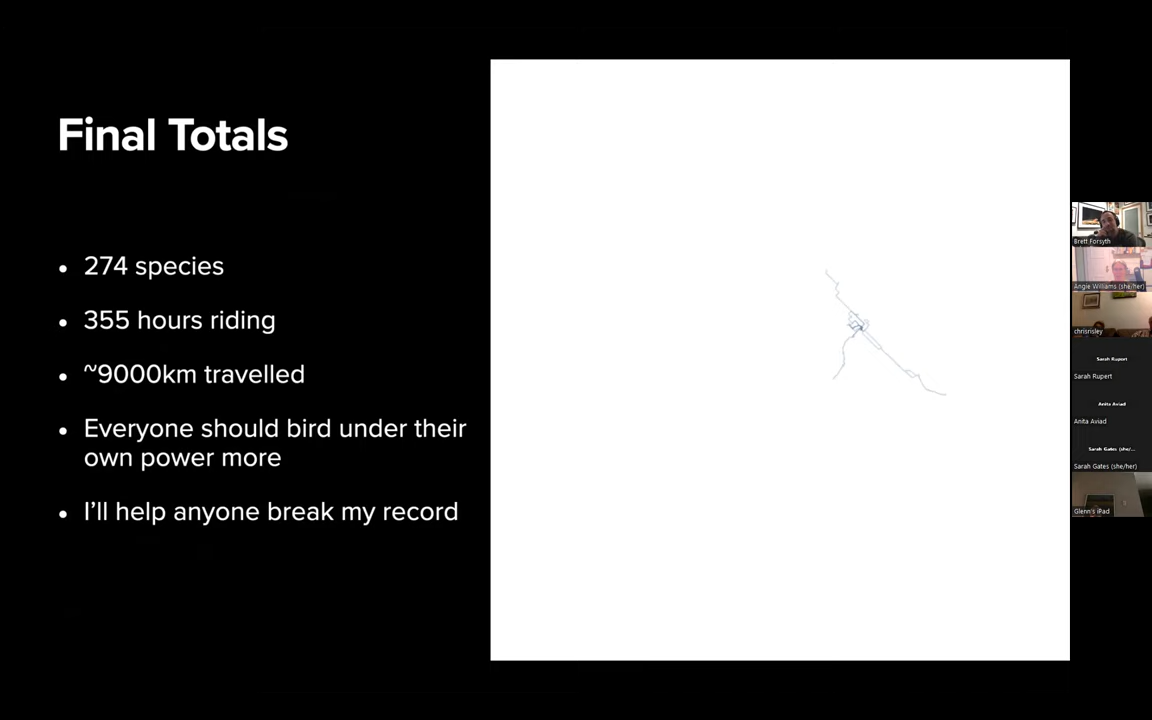 Final Totals
• 274 species
• 355 hours riding
• ~9000km travelled
• Everyone should bird under their
own power more
• I'll help anyone break my record
Brett Forsyth
Angie Williams (she/her)
chrisrisley
Sarah Rupert
Sarah Rupert
Anita Aviad
Anita Aviad
Sarah Gates (she/...
Sarah Gates (she/her)
Glenn's iPad